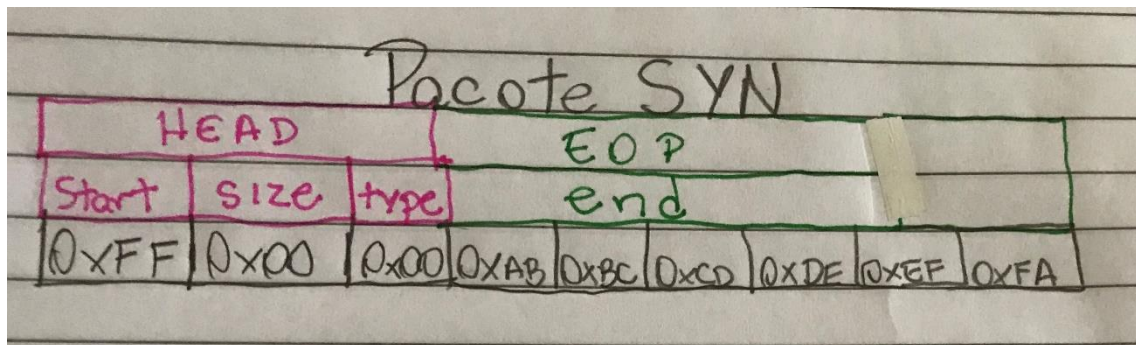 Pacote SYN
HEAD EOP
Start size type end
0xFF 0x00 0x00 0xAB 0xBC 0xCD 0xDE 0xEF 0xFA